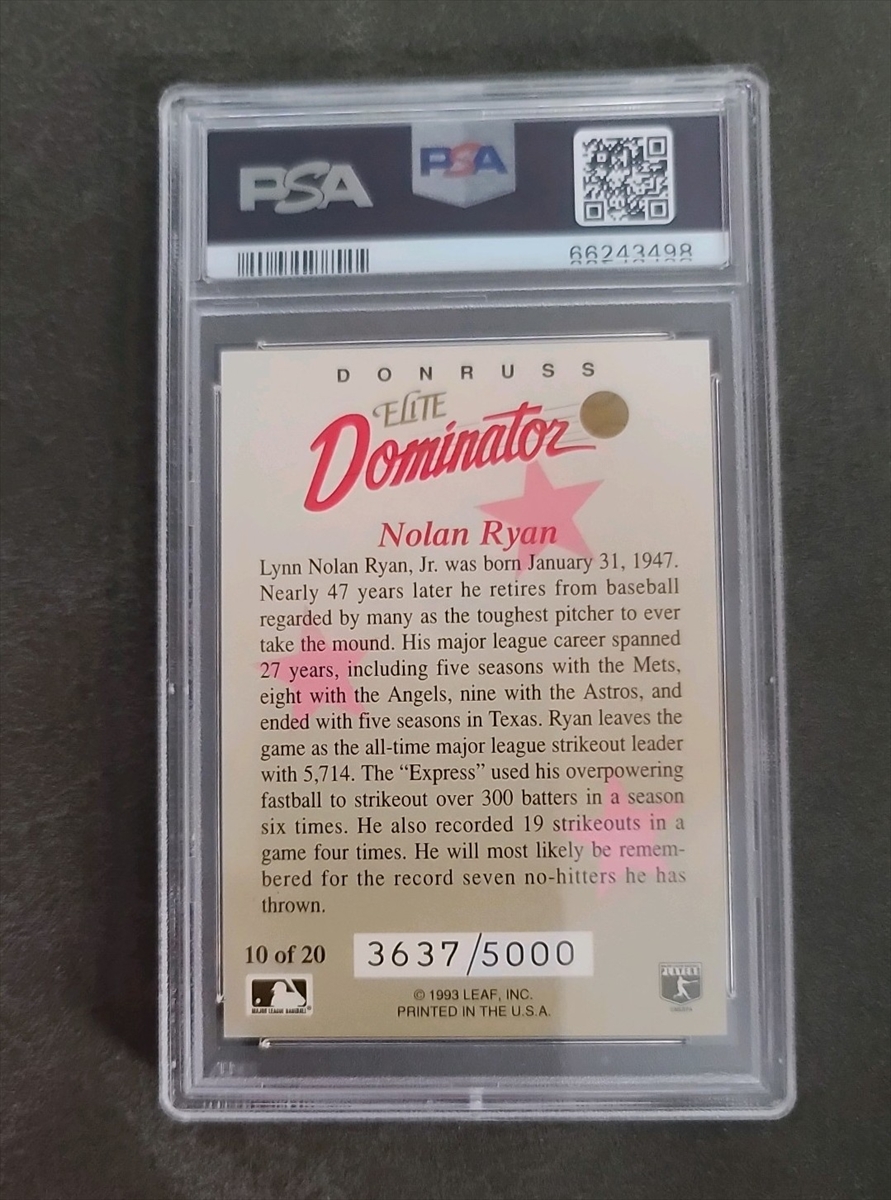 PSA
PSA
66243498
DONRUSS
ELITE
Dominator
Nolan Ryan
Lynn Nolan Ryan, Jr. was born January 31, 1947.
Nearly 47 years later he retires from baseball
regarded by many as the toughest pitcher to ever
take the mound. His major league career spanned
27 years, including five seasons with the Mets,
eight with the Angels, nine with the Astros, and
ended with five seasons in Texas. Ryan leaves the
game as the all-time major league strikeout leader
with 5,714. The “Express” used his overpowering
fastball to strikeout over 300 batters in a season
six times. He also recorded 19 strikeouts in a
game four times. He will most likely be remem-
bered for the record seven no-hitters he has
thrown.
10 of 20
3637/5000
MAJOR LEAGUE BASEBALL
© 1993 LEAF, INC.
PRINTED IN THE U.S.A.
PLAYERS